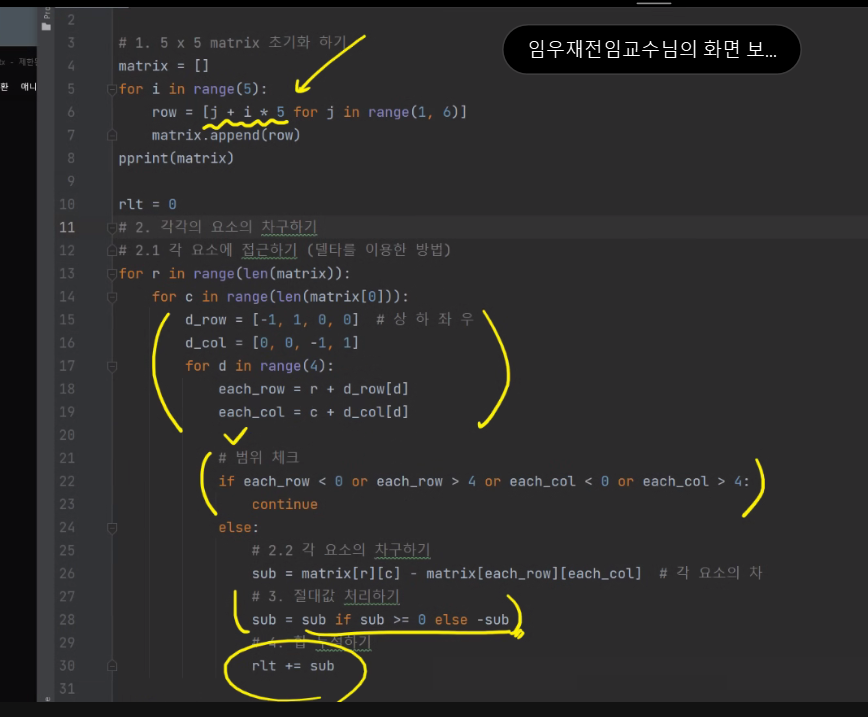 임우재전임교수님의 화면 보...
2
3 # 1. 5 x 5 matrix 초기화 하기
4 matrix = []
5 for i in range(5):
6 row = [j + i * 5 for j in range(1, 6)]
7 matrix.append(row)
8 pprint(matrix)
9
10 rlt = 0
11 # 2. 각각의 요소의 차구하기
12 # 2.1 각 요소에 접근하기 (델타를 이용한 방법)
13 for r in range(len(matrix)):
14 for c in range(len(matrix[0])):
15 d_row = [-1, 1, 0, 0] # 상 하 좌 우
16 d_col = [0, 0, -1, 1]
17 for d in range(4):
18 each_row = r + d_row[d]
19 each_col = c + d_col[d]
20
21 # 범위 체크
22 if each_row < 0 or each_row > 4 or each_col < 0 or each_col > 4:
23 continue
24 else:
25 # 2.2 각 요소의 차구하기
26 sub = matrix[r][c] - matrix[each_row][each_col] # 각 요소의 차
27 # 3. 절대값 처리하기
28 sub = sub if sub >= 0 else -sub
29 # 4. 합 누적하기
30 rlt += sub
31